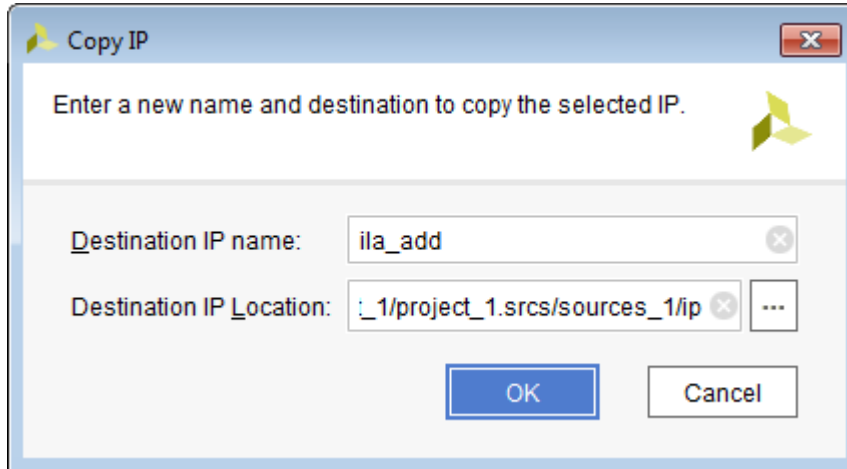 Copy IP
Enter a new name and destination to copy the selected IP.
Destination IP name: ila_add
Destination IP Location: :_1/project_1.srcs/sources_1/ip ...
OK Cancel